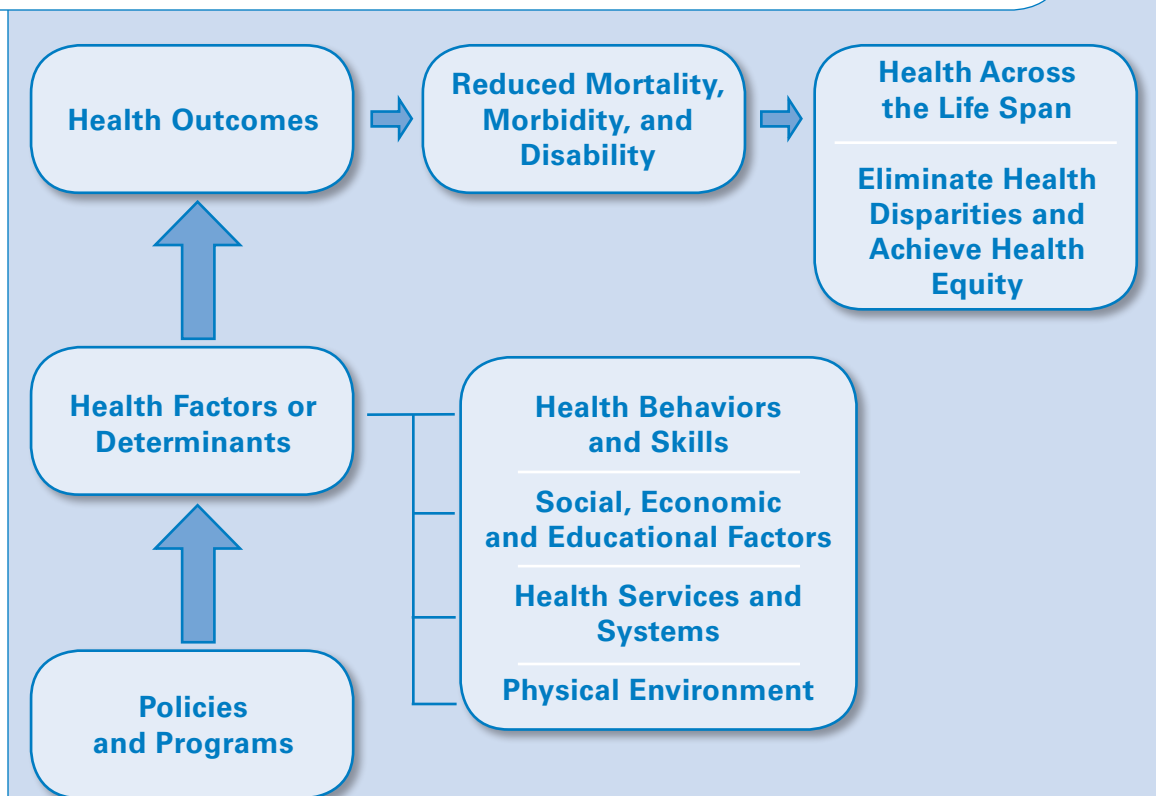 Health Outcomes
Reduced Mortality,
Morbidity, and
Disability
Health Across
the Life Span
Eliminate Health
Disparities and
Achieve Health
Equity
Health Factors or
Determinants
Health Behaviors
and Skills
Social, Economic
and Educational Factors
Health Services and
Systems
Physical Environment
Policies
and Programs